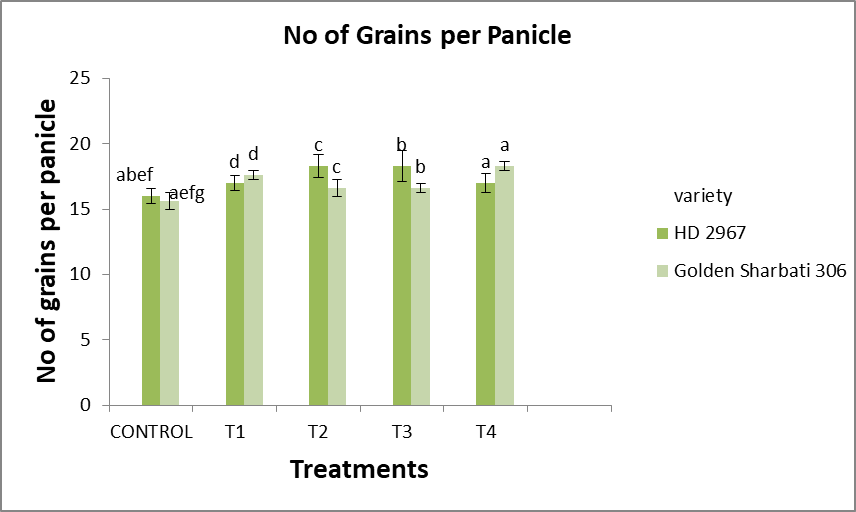 No of Grains per Panicle
No of grains per panicle
25
20
15
10
5
0
abef
aefg
d
d
c
c
b
b
a
a
CONTROL
T1
T2
T3
T4
Treatments
variety
HD 2967
Golden Sharbati 306